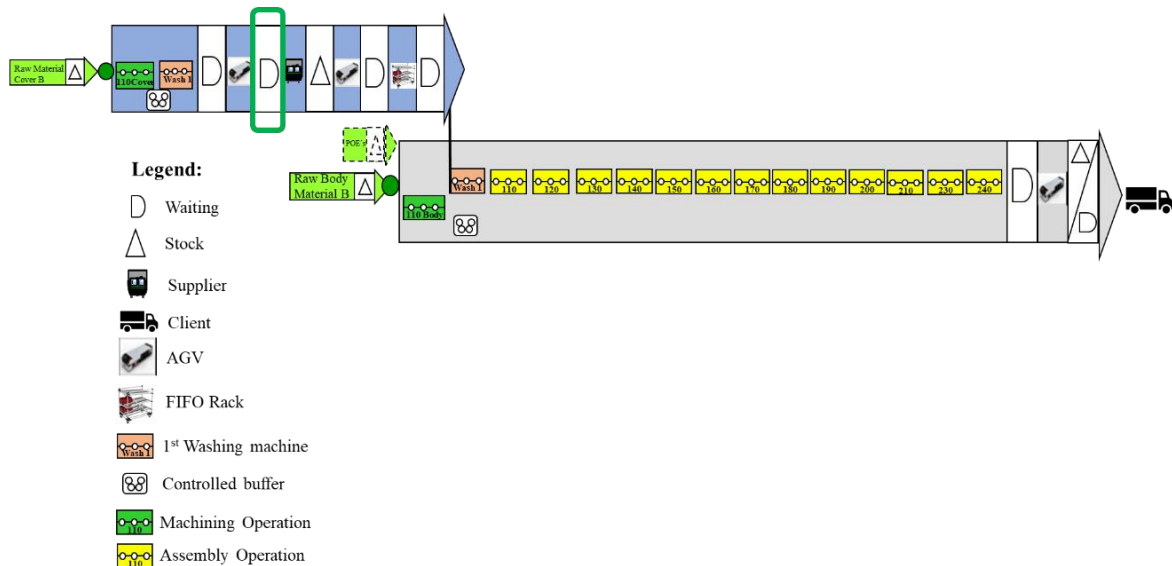 Raw Material
Cover B
110Cover
Wash 1
POE's
Raw Body
Material B
110 Body
Wash 1
110
120
130
140
150
160
170
180
190
200
210
230
240
Legend:
Waiting
Stock
Supplier
Client
AGV
FIFO Rack
Wash 1
1st Washing machine
Controlled buffer
110
Machining Operation
110
Assembly Operation